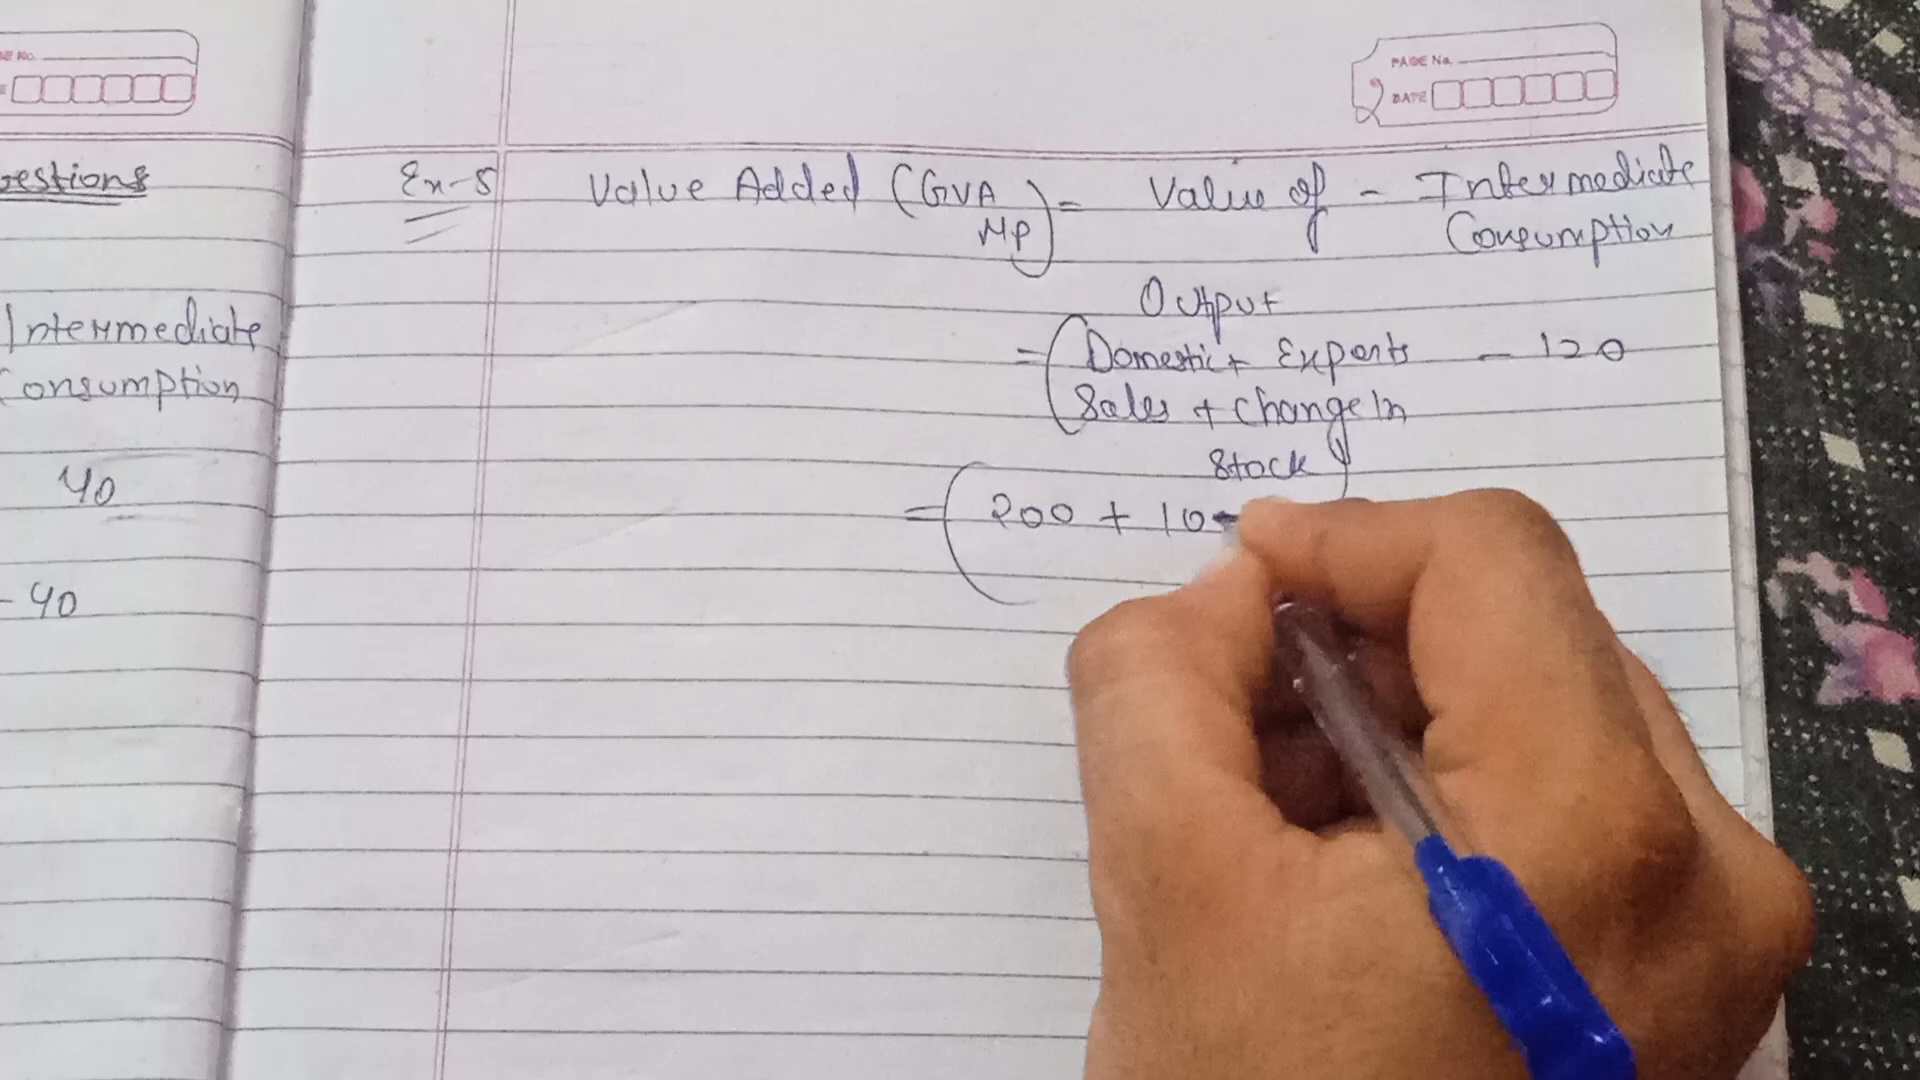 estions
Intermediate
Consumption
40
- 40
PAGE No.
DATE
2
Ex-5
Value Added (GVA MP) = Value of - Intermediate
Consumption
Output
= (Domestic + Exports - 120
Sales + Change In
Stock)
= (200 + 10